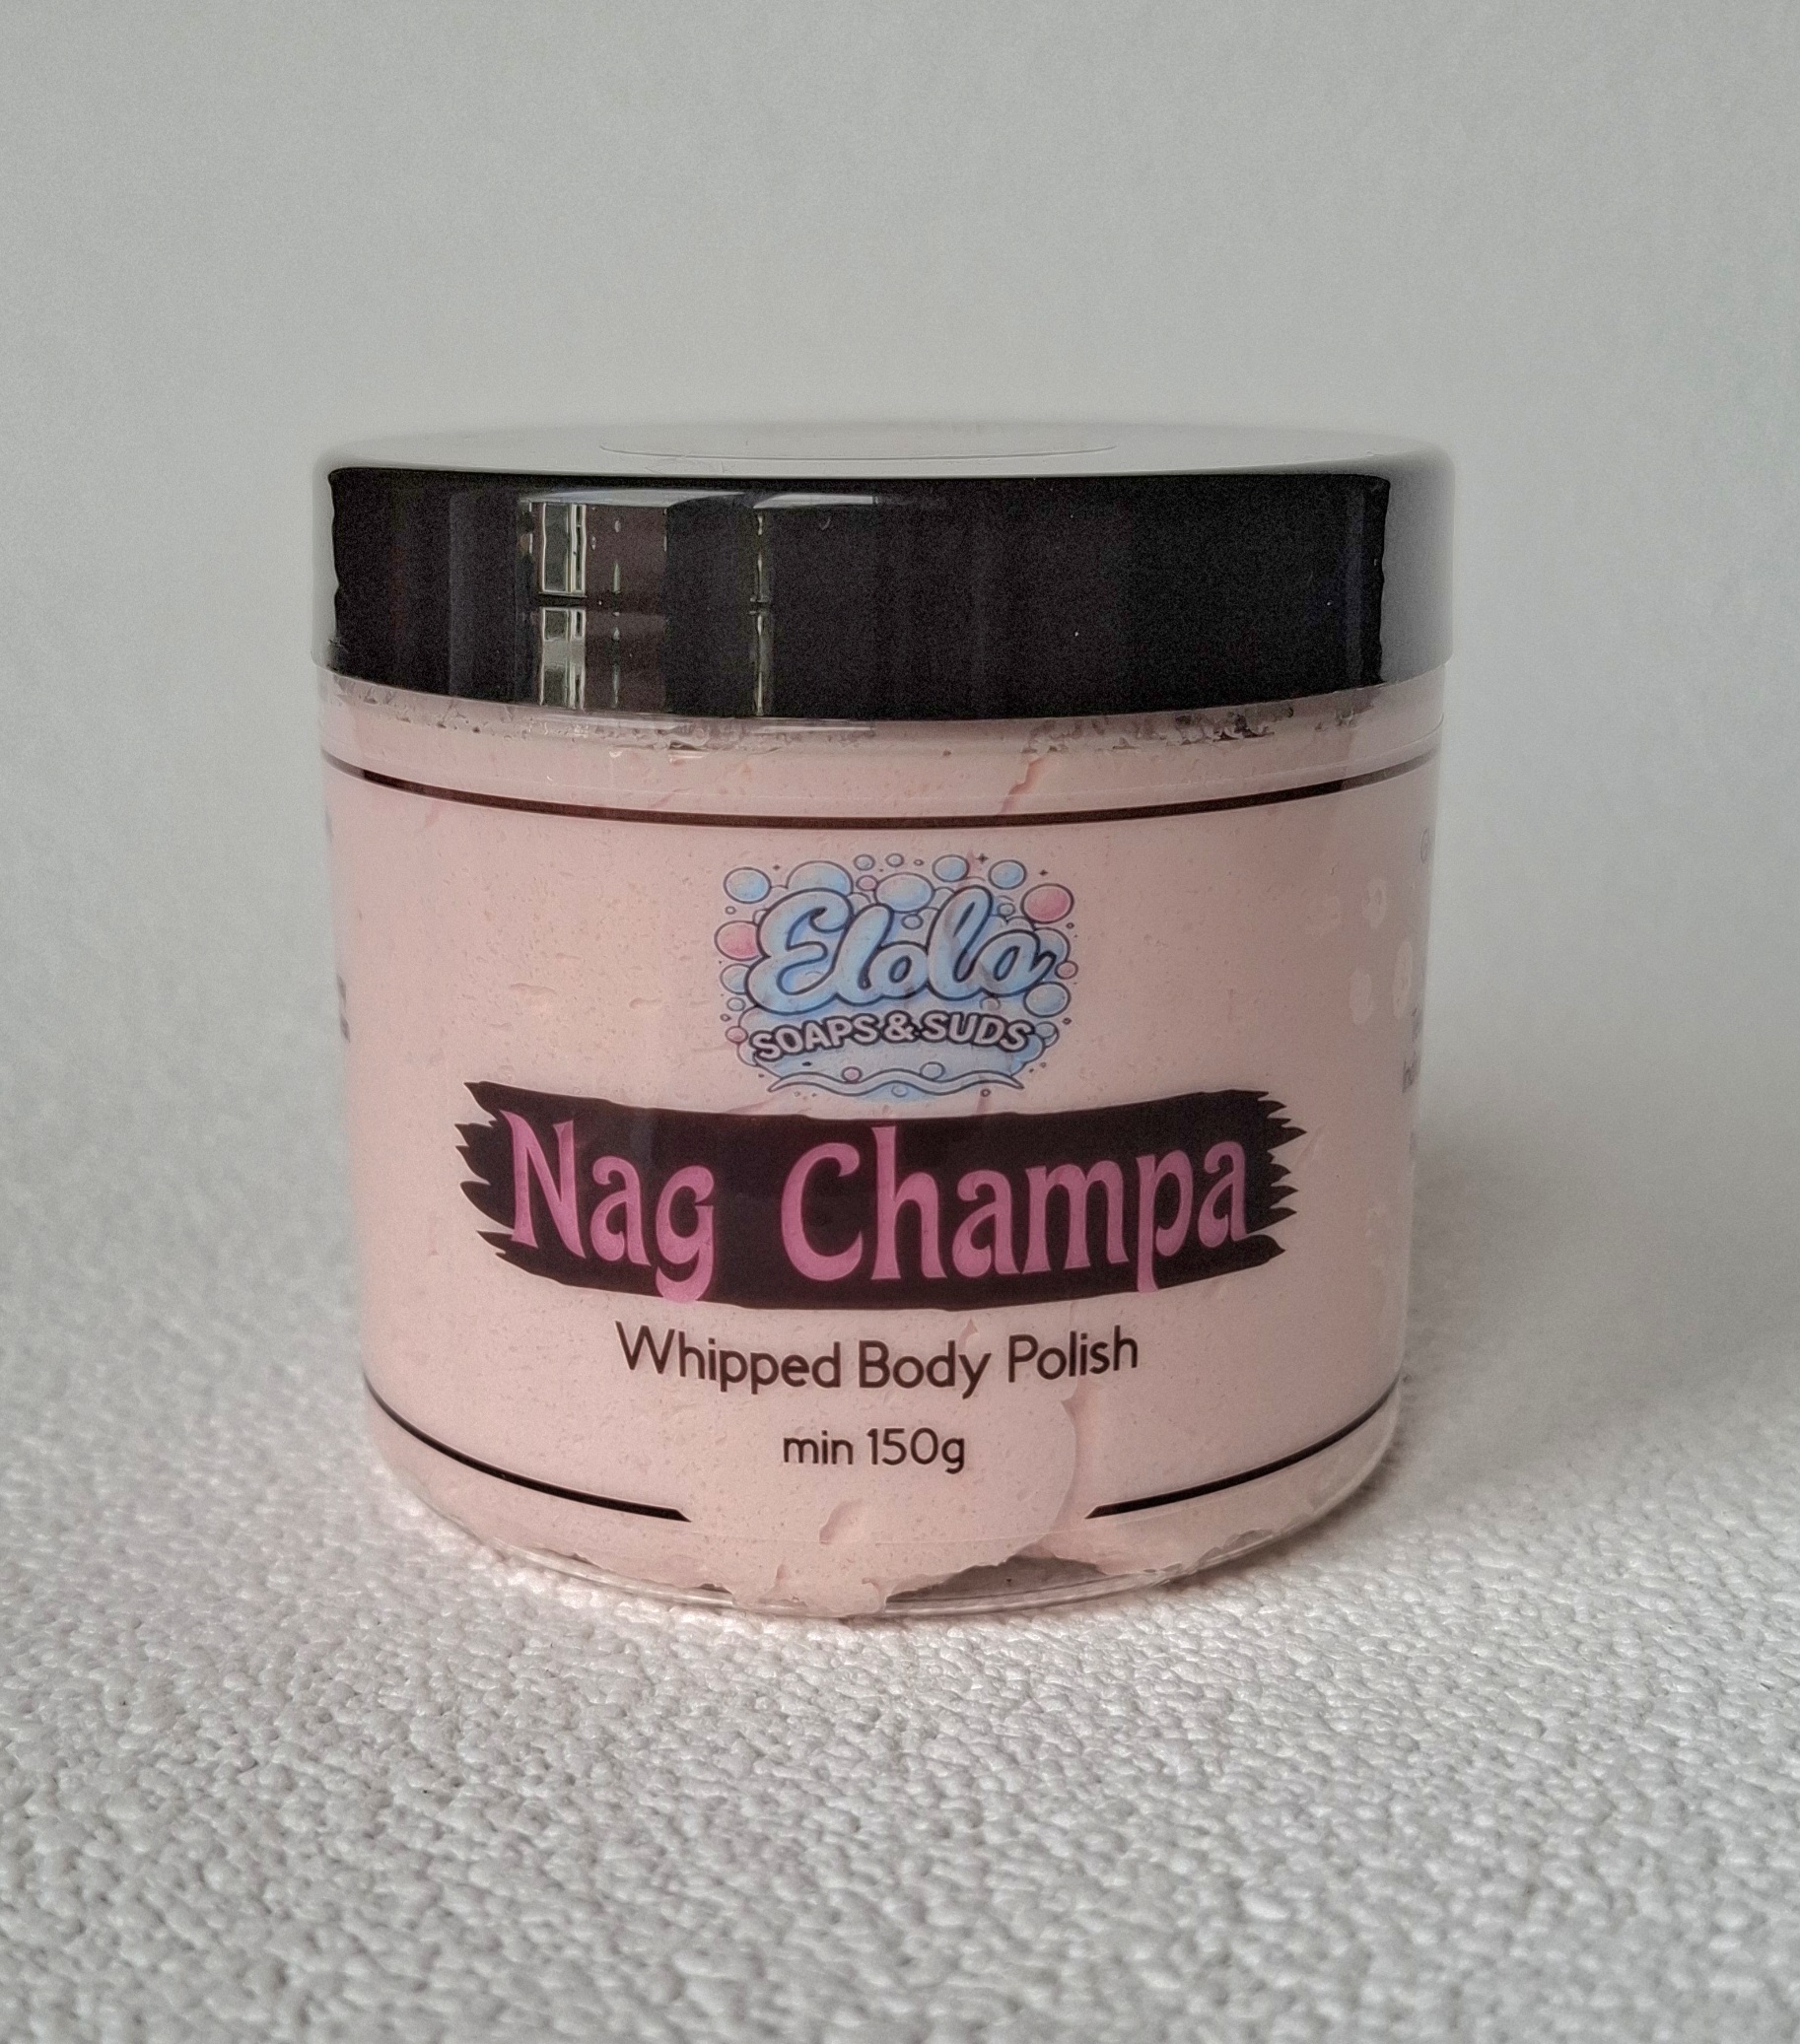 Elola
SOAPS & SUDS
Nag Champa
Whipped Body Polish
min 150g